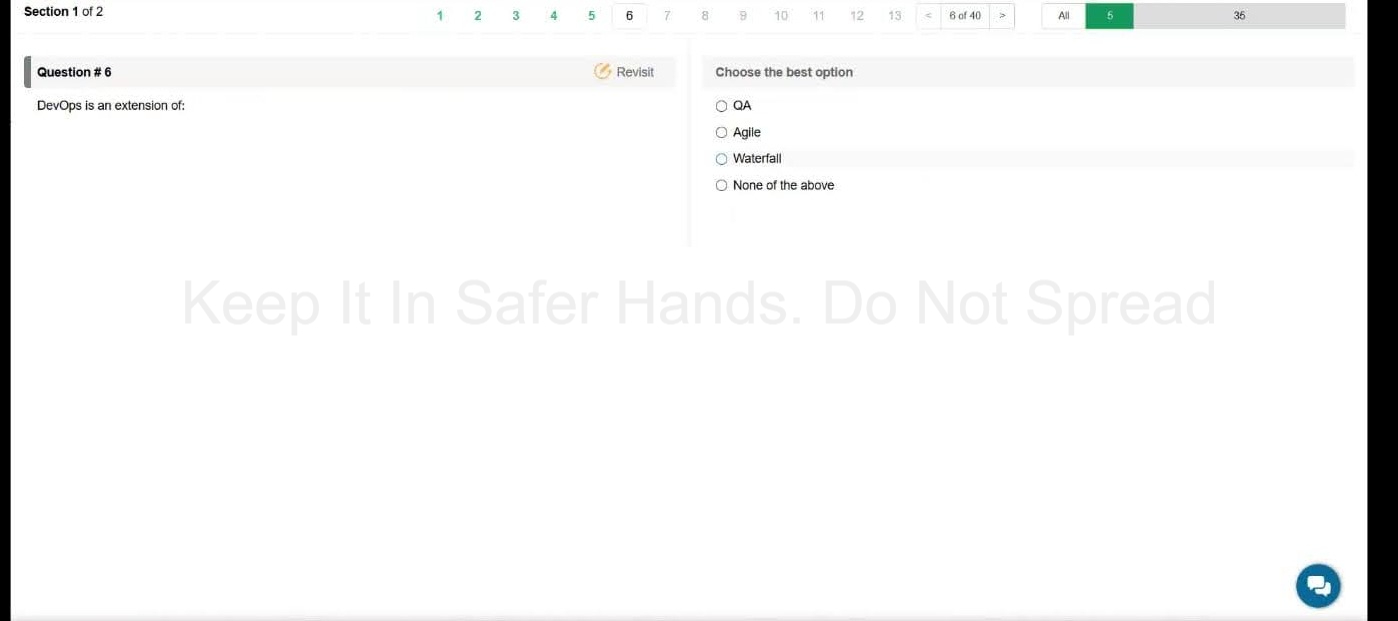 Section 1 of 2
1 2 3 4 5 6 7 8 9 10 11 12 13 < 6 of 40 > All 5 35
Question # 6
Revisit
DevOps is an extension of:
Choose the best option
QA
Agile
Waterfall
None of the above
Keep It In Safer Hands. Do Not Spread